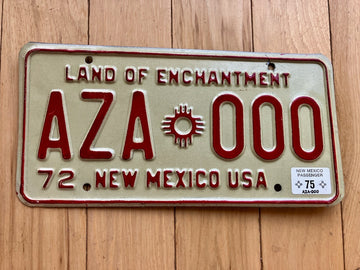 LAND OF ENCHANTMENT
AZA 000
72 NEW MEXICO USA
NEW MEXICO
PASSENGER
75
AZA-000